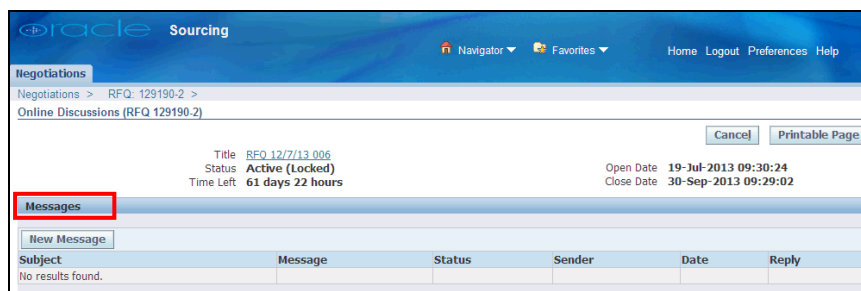 oracle Sourcing
Navigator Favorites Home Logout Preferences Help
Negotiations
Negotiations > RFQ: 129190-2 >
Online Discussions (RFQ 129190-2)
Cancel Printable Page
Title RFQ 12/7/13 006
Status Active (Locked) Open Date 19-Jul-2013 09:30:24
Time Left 61 days 22 hours Close Date 30-Sep-2013 09:29:02
Messages
New Message
Subject Message Status Sender Date Reply
No results found.